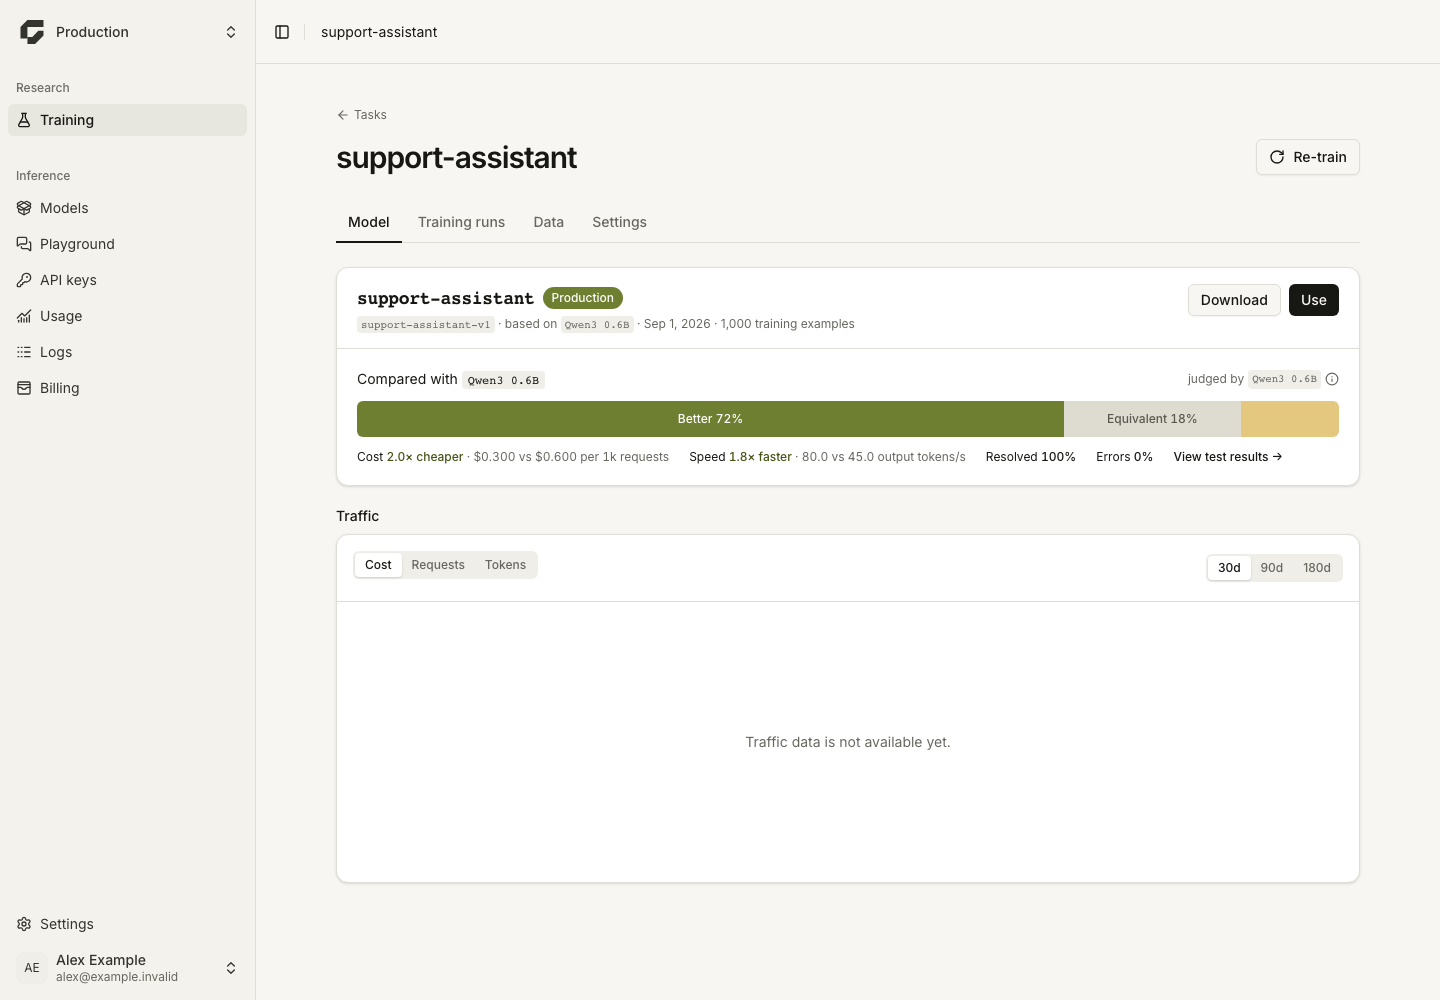 Production
support-assistant
Research
Training
Inference
Models
Playground
API keys
Usage
Logs
Billing
Settings
AE
Alex Example
alex@example.invalid
← Tasks
support-assistant
Re-train
Model Training runs Data Settings
support-assistant Production
Download Use
support-assistant-v1 · based on Qwen3 0.6B · Sep 1, 2026 · 1,000 training examples
Compared with Qwen3 0.6B
judged by Qwen3 0.6B
Better 72% Equivalent 18%
Cost 2.0× cheaper · $0.300 vs $0.600 per 1k requests Speed 1.8× faster · 80.0 vs 45.0 output tokens/s Resolved 100% Errors 0% View test results →
Traffic
Cost Requests Tokens
30d 90d 180d
Traffic data is not available yet.